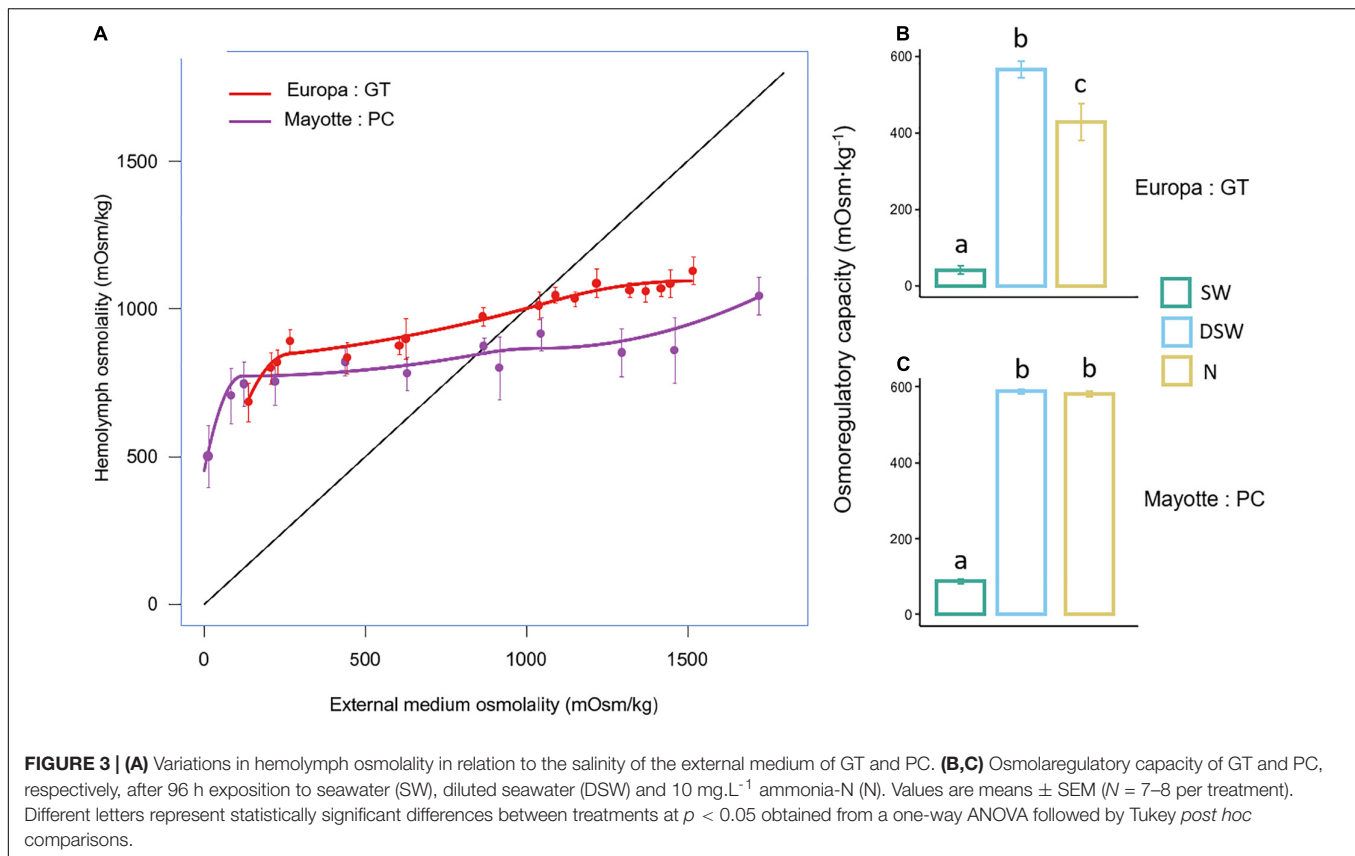 A
Europa : GT
Mayotte : PC
1500
1000
500
0
Hemolymph osmolality (mOsm/kg)
0 500 1000 1500
External medium osmolality (mOsm/kg)
B
600
400
200
0
a
b
c
Europa : GT
Osmoregulatory capacity (mOsm·kg-1)
SW
DSW
N
C
600
400
200
0
a
b
b
Mayotte : PC
FIGURE 3 | (A) Variations in hemolymph osmolality in relation to the salinity of the external medium of GT and PC. (B,C) Osmolaregulatory capacity of GT and PC,
respectively, after 96 h exposition to seawater (SW), diluted seawater (DSW) and 10 mg.L-1 ammonia-N (N). Values are means ± SEM (N = 7–8 per treatment).
Different letters represent statistically significant differences between treatments at p < 0.05 obtained from a one-way ANOVA followed by Tukey post hoc
comparisons.